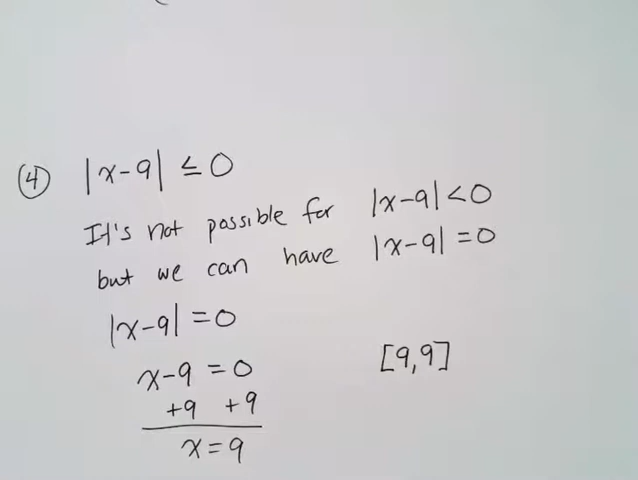 ④ |x-9| ≤ 0
It's not possible for |x-9| < 0
but we can have |x-9| = 0
|x-9| = 0
x-9 = 0
+9 +9
x = 9
[9,9]